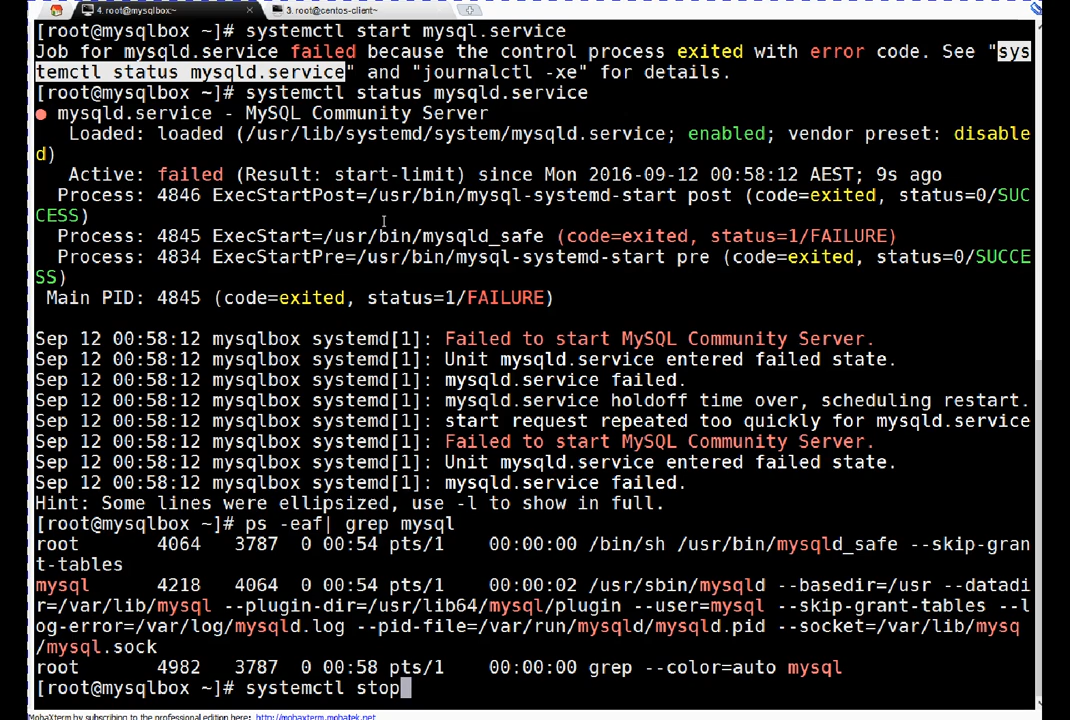 4. root@mysqlbox:~
3. root@centos-client:~
[root@mysqlbox ~]# systemctl start mysql.service
Job for mysqld.service failed because the control process exited with error code. See "sys
temctl status mysqld.service" and "journalctl -xe" for details.
[root@mysqlbox ~]# systemctl status mysqld.service
● mysqld.service - MySQL Community Server
Loaded: loaded (/usr/lib/systemd/system/mysqld.service; enabled; vendor preset: disable
d)
Active: failed (Result: start-limit) since Mon 2016-09-12 00:58:12 AEST; 9s ago
Process: 4846 ExecStartPost=/usr/bin/mysql-systemd-start post (code=exited, status=0/SUC
CESS)
Process: 4845 ExecStart=/usr/bin/mysqld_safe (code=exited, status=1/FAILURE)
Process: 4834 ExecStartPre=/usr/bin/mysql-systemd-start pre (code=exited, status=0/SUCCE
SS)
Main PID: 4845 (code=exited, status=1/FAILURE)
Sep 12 00:58:12 mysqlbox systemd[1]: Failed to start MySQL Community Server.
Sep 12 00:58:12 mysqlbox systemd[1]: Unit mysqld.service entered failed state.
Sep 12 00:58:12 mysqlbox systemd[1]: mysqld.service failed.
Sep 12 00:58:12 mysqlbox systemd[1]: mysqld.service holdoff time over, scheduling restart.
Sep 12 00:58:12 mysqlbox systemd[1]: start request repeated too quickly for mysqld.service
Sep 12 00:58:12 mysqlbox systemd[1]: Failed to start MySQL Community Server.
Sep 12 00:58:12 mysqlbox systemd[1]: Unit mysqld.service entered failed state.
Sep 12 00:58:12 mysqlbox systemd[1]: mysqld.service failed.
Hint: Some lines were ellipsized, use -l to show in full.
[root@mysqlbox ~]# ps -eaf| grep mysql
root 4064 3787 0 00:54 pts/1 00:00:00 /bin/sh /usr/bin/mysqld_safe --skip-gran
t-tables
mysql 4218 4064 0 00:54 pts/1 00:00:02 /usr/sbin/mysqld --basedir=/usr --datadi
r=/var/lib/mysql --plugin-dir=/usr/lib64/mysql/plugin --user=mysql --skip-grant-tables --l
og-error=/var/log/mysqld.log --pid-file=/var/run/mysqld/mysqld.pid --socket=/var/lib/mysq
/mysql.sock
root 4982 3787 0 00:58 pts/1 00:00:00 grep --color=auto mysql
[root@mysqlbox ~]# systemctl stop
MobaXterm by subscribing to the professional edition here: http://mobaxterm.mobatek.net